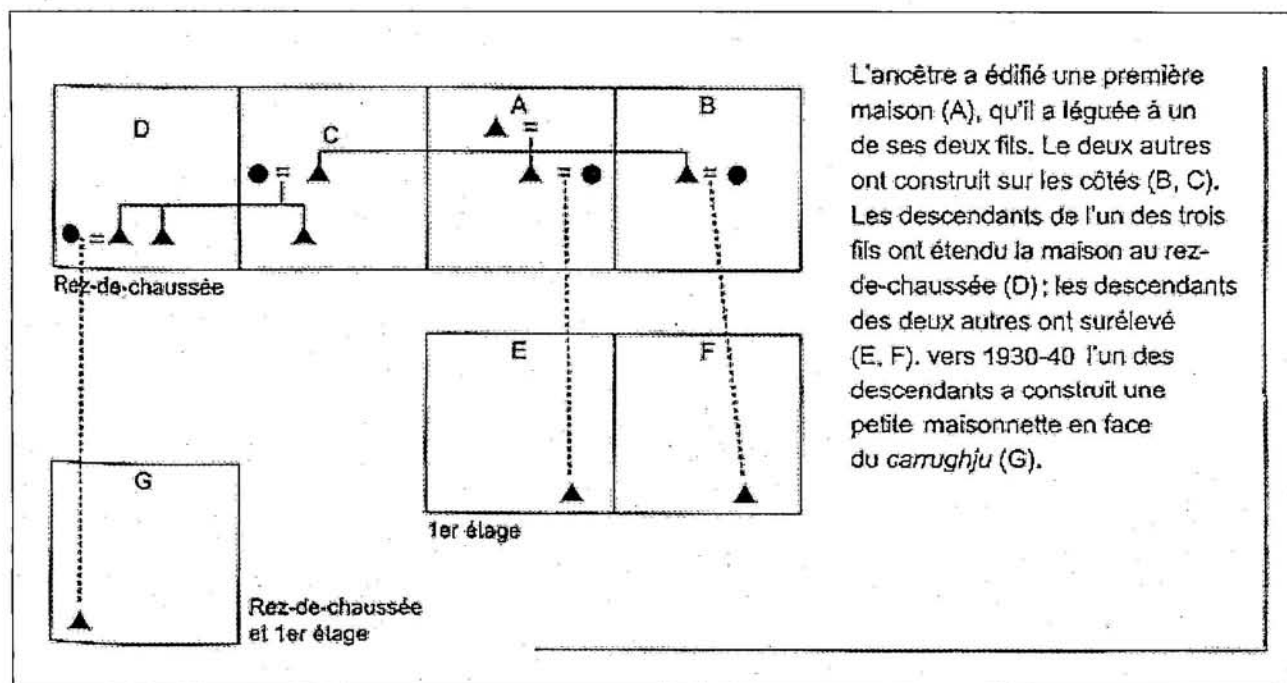 L'ancêtre a édifié une première
maison (A), qu'il a léguée à un
de ses deux fils. Le deux autres
ont construit sur les côtés (B, C).
Les descendants de l'un des trois
fils ont étendu la maison au rez-
de-chaussée (D) ; les descendants
des deux autres ont surélevé
(E, F). vers 1930-40 l'un des
descendants a construit une
petite maisonnette en face
du carrughju (G).
D
C
A
B
Rez-de-chaussée
E
F
1er étage
G
Rez-de-chaussée
et 1er étage